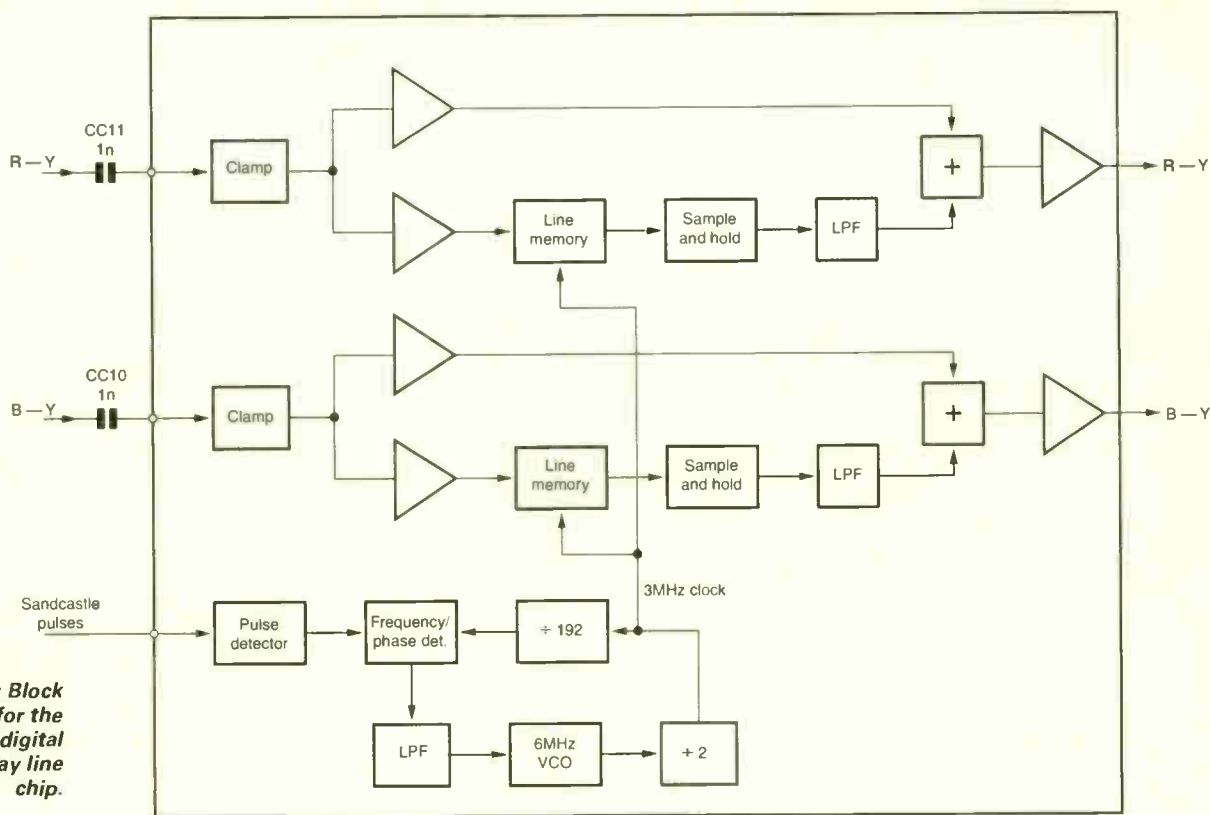 CC11
1n
R—Y
Clamp
+
R—Y
Line
memory
Sample
and hold
LPF
CC10
1n
B—Y
Clamp
+
B—Y
Line
memory
Sample
and hold
LPF
3MHz clock
Sandcastle
pulses
Pulse
detector
Frequency/
phase det.
÷ 192
LPF
6MHz
VCO
÷ 2
Block
for the
digital
ay line
chip.